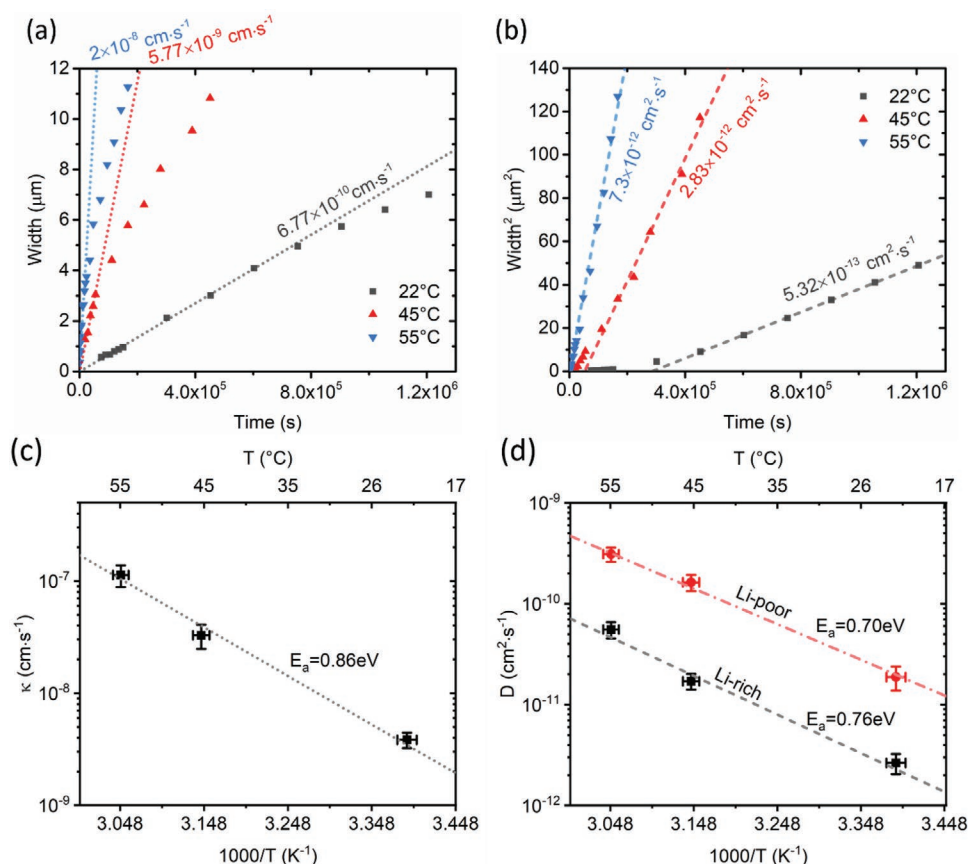 (a)
2×10⁻⁸ cm·s⁻¹
5.77×10⁻⁹ cm·s⁻¹
6.77×10⁻¹⁰ cm·s⁻¹
12
10
8
6
4
2
0
Width (μm)
22°C
45°C
55°C
0.0
4.0x10⁵
8.0x10⁵
1.2x10⁶
Time (s)
(b)
7.3×10⁻¹² cm²·s⁻¹
2.83×10⁻¹² cm²·s⁻¹
5.32×10⁻¹³ cm²·s⁻¹
140
120
100
80
60
40
20
0
Width² (μm²)
22°C
45°C
55°C
0.0
4.0x10⁵
8.0x10⁵
1.2x10⁶
Time (s)
(c)
T (°C)
55 45 35 22 17
10⁻⁷
10⁻⁸
10⁻⁹
κ (cm·s⁻¹)
Eₐ=0.86eV
3.048 3.148 3.248 3.348 3.448
1000/T (K⁻¹)
(d)
T (°C)
55 45 35 22 17
10⁻⁹
10⁻¹⁰
10⁻¹¹
10⁻¹²
D (cm²·s⁻¹)
Li-poor
Eₐ=0.70eV
Li-rich
Eₐ=0.76eV
3.048 3.148 3.248 3.348 3.448
1000/T (K⁻¹)